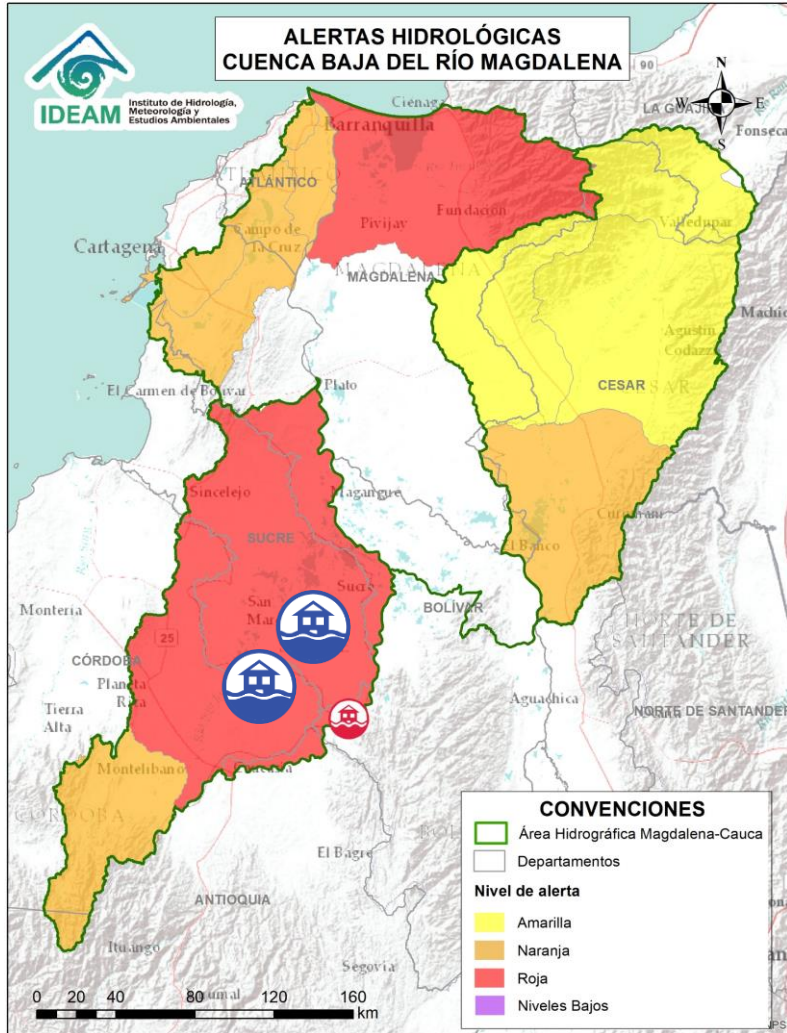 ALERTAS HIDROLÓGICAS
CUENCA BAJA DEL RÍO MAGDALENA
IDEAM
Instituto de Hidrología,
Meteorología y
Estudios Ambientales
90
N
W
E
S
Ciénaga
LA GUAJIRA
Fonseca
Barranquilla
ATLÁNTICO
Valledupar
Pivijay
Fundación
Campo de
la Cruz
Cartagena
MAGDALENA
Agustín
Codazzi
CESAR
El Carmen de Bolívar
Plato
Sincelejo
Magangue
SUCRE
Curumaní
El Banco
Sucre
San
BOLÍVAR
Montería
NORTE DE
SANTANDER
25
CÓRDOBA
Planeta
Rica
Tierra
Alta
Aguachica
NORTE DE SANTANDER
Montelíbano
Caucasia
CÓRDOBA
El Bagre
ANTIOQUIA
Ituango
Segovia
CONVENCIONES
Área Hidrográfica Magdalena-Cauca
Departamentos
Nivel de alerta
Amarilla
Naranja
Roja
Niveles Bajos
0 20 40 80 120 160
km